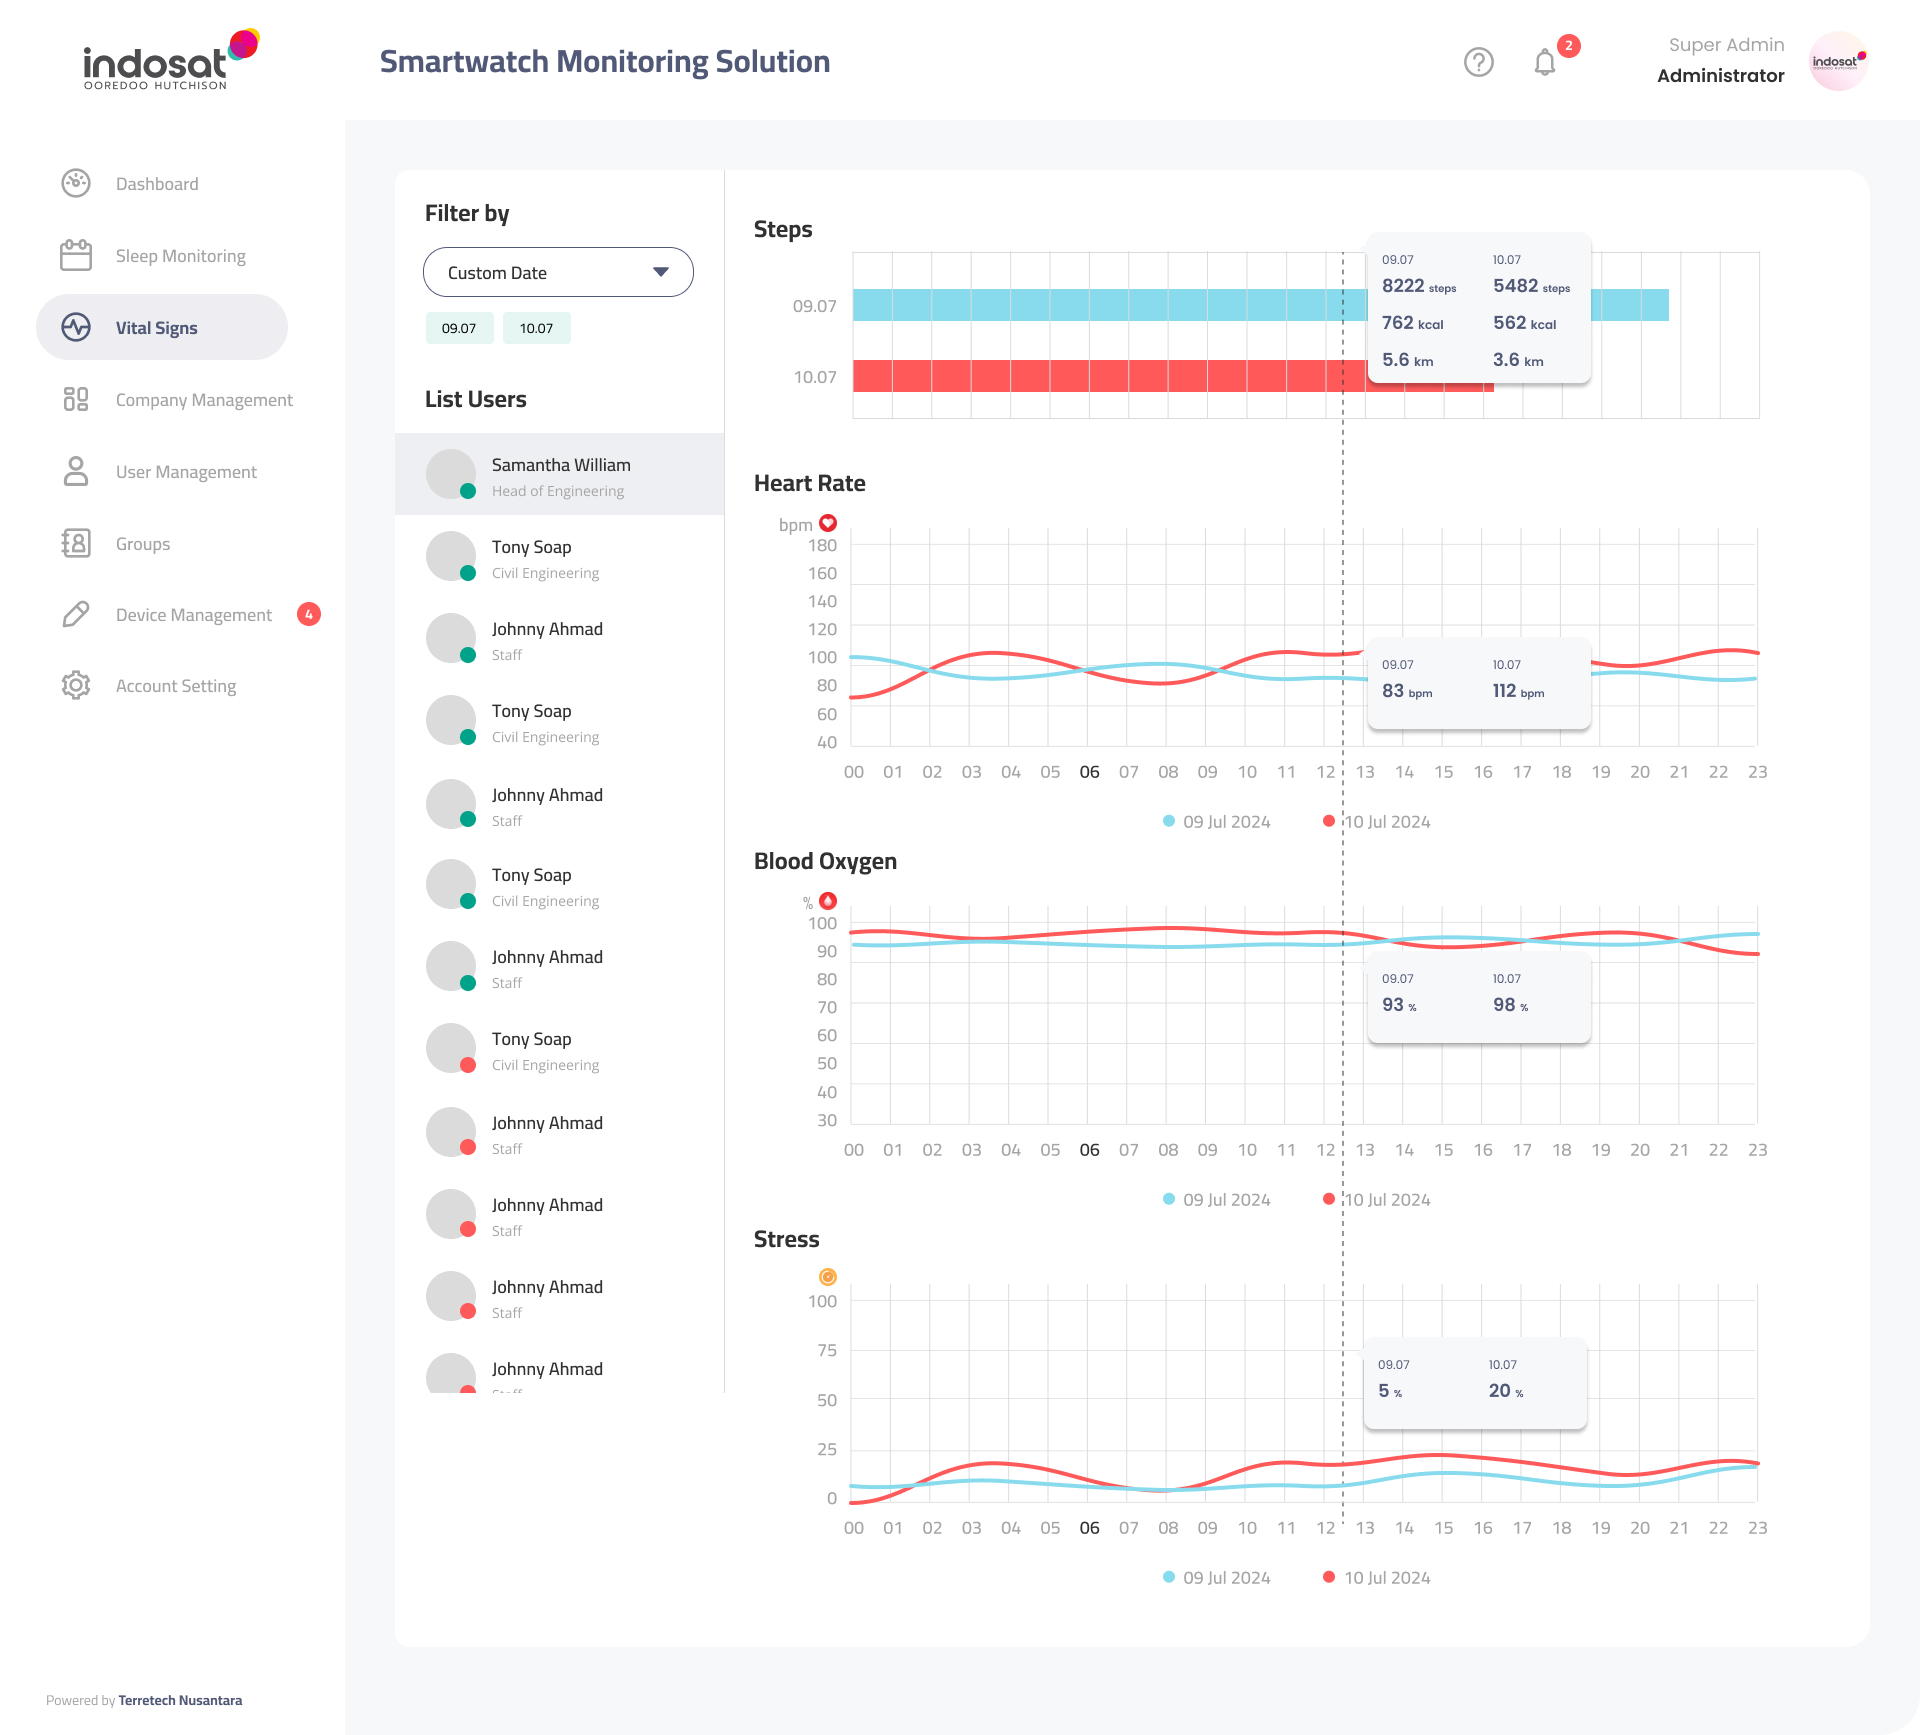 indosat
OOREDOO HUTCHISON
Smartwatch Monitoring Solution
2
Super Admin
Administrator
indosat
OOREDOO HUTCHISON
Dashboard
Sleep Monitoring
Vital Signs
Company Management
User Management
Groups
Device Management
4
Account Setting
Powered by Terretech Nusantara
Filter by
Custom Date
09.07 10.07
List Users
Samantha William
Head of Engineering
Tony Soap
Civil Engineering
Johnny Ahmad
Staff
Tony Soap
Civil Engineering
Johnny Ahmad
Staff
Tony Soap
Civil Engineering
Johnny Ahmad
Staff
Tony Soap
Civil Engineering
Johnny Ahmad
Staff
Johnny Ahmad
Staff
Johnny Ahmad
Staff
Johnny Ahmad
Staff
Steps
09.07
10.07
09.07 10.07
8222 steps 5482 steps
762 kcal 562 kcal
5.6 km 3.6 km
Heart Rate
bpm
180
160
140
120
100
80
60
40
09.07 10.07
83 bpm 112 bpm
00 01 02 03 04 05 06 07 08 09 10 11 12 13 14 15 16 17 18 19 20 21 22 23
09 Jul 2024 10 Jul 2024
Blood Oxygen
%
100
90
80
70
60
50
40
30
09.07 10.07
93 % 98 %
00 01 02 03 04 05 06 07 08 09 10 11 12 13 14 15 16 17 18 19 20 21 22 23
09 Jul 2024 10 Jul 2024
Stress
100
75
50
25
0
09.07 10.07
5 % 20 %
00 01 02 03 04 05 06 07 08 09 10 11 12 13 14 15 16 17 18 19 20 21 22 23
09 Jul 2024 10 Jul 2024